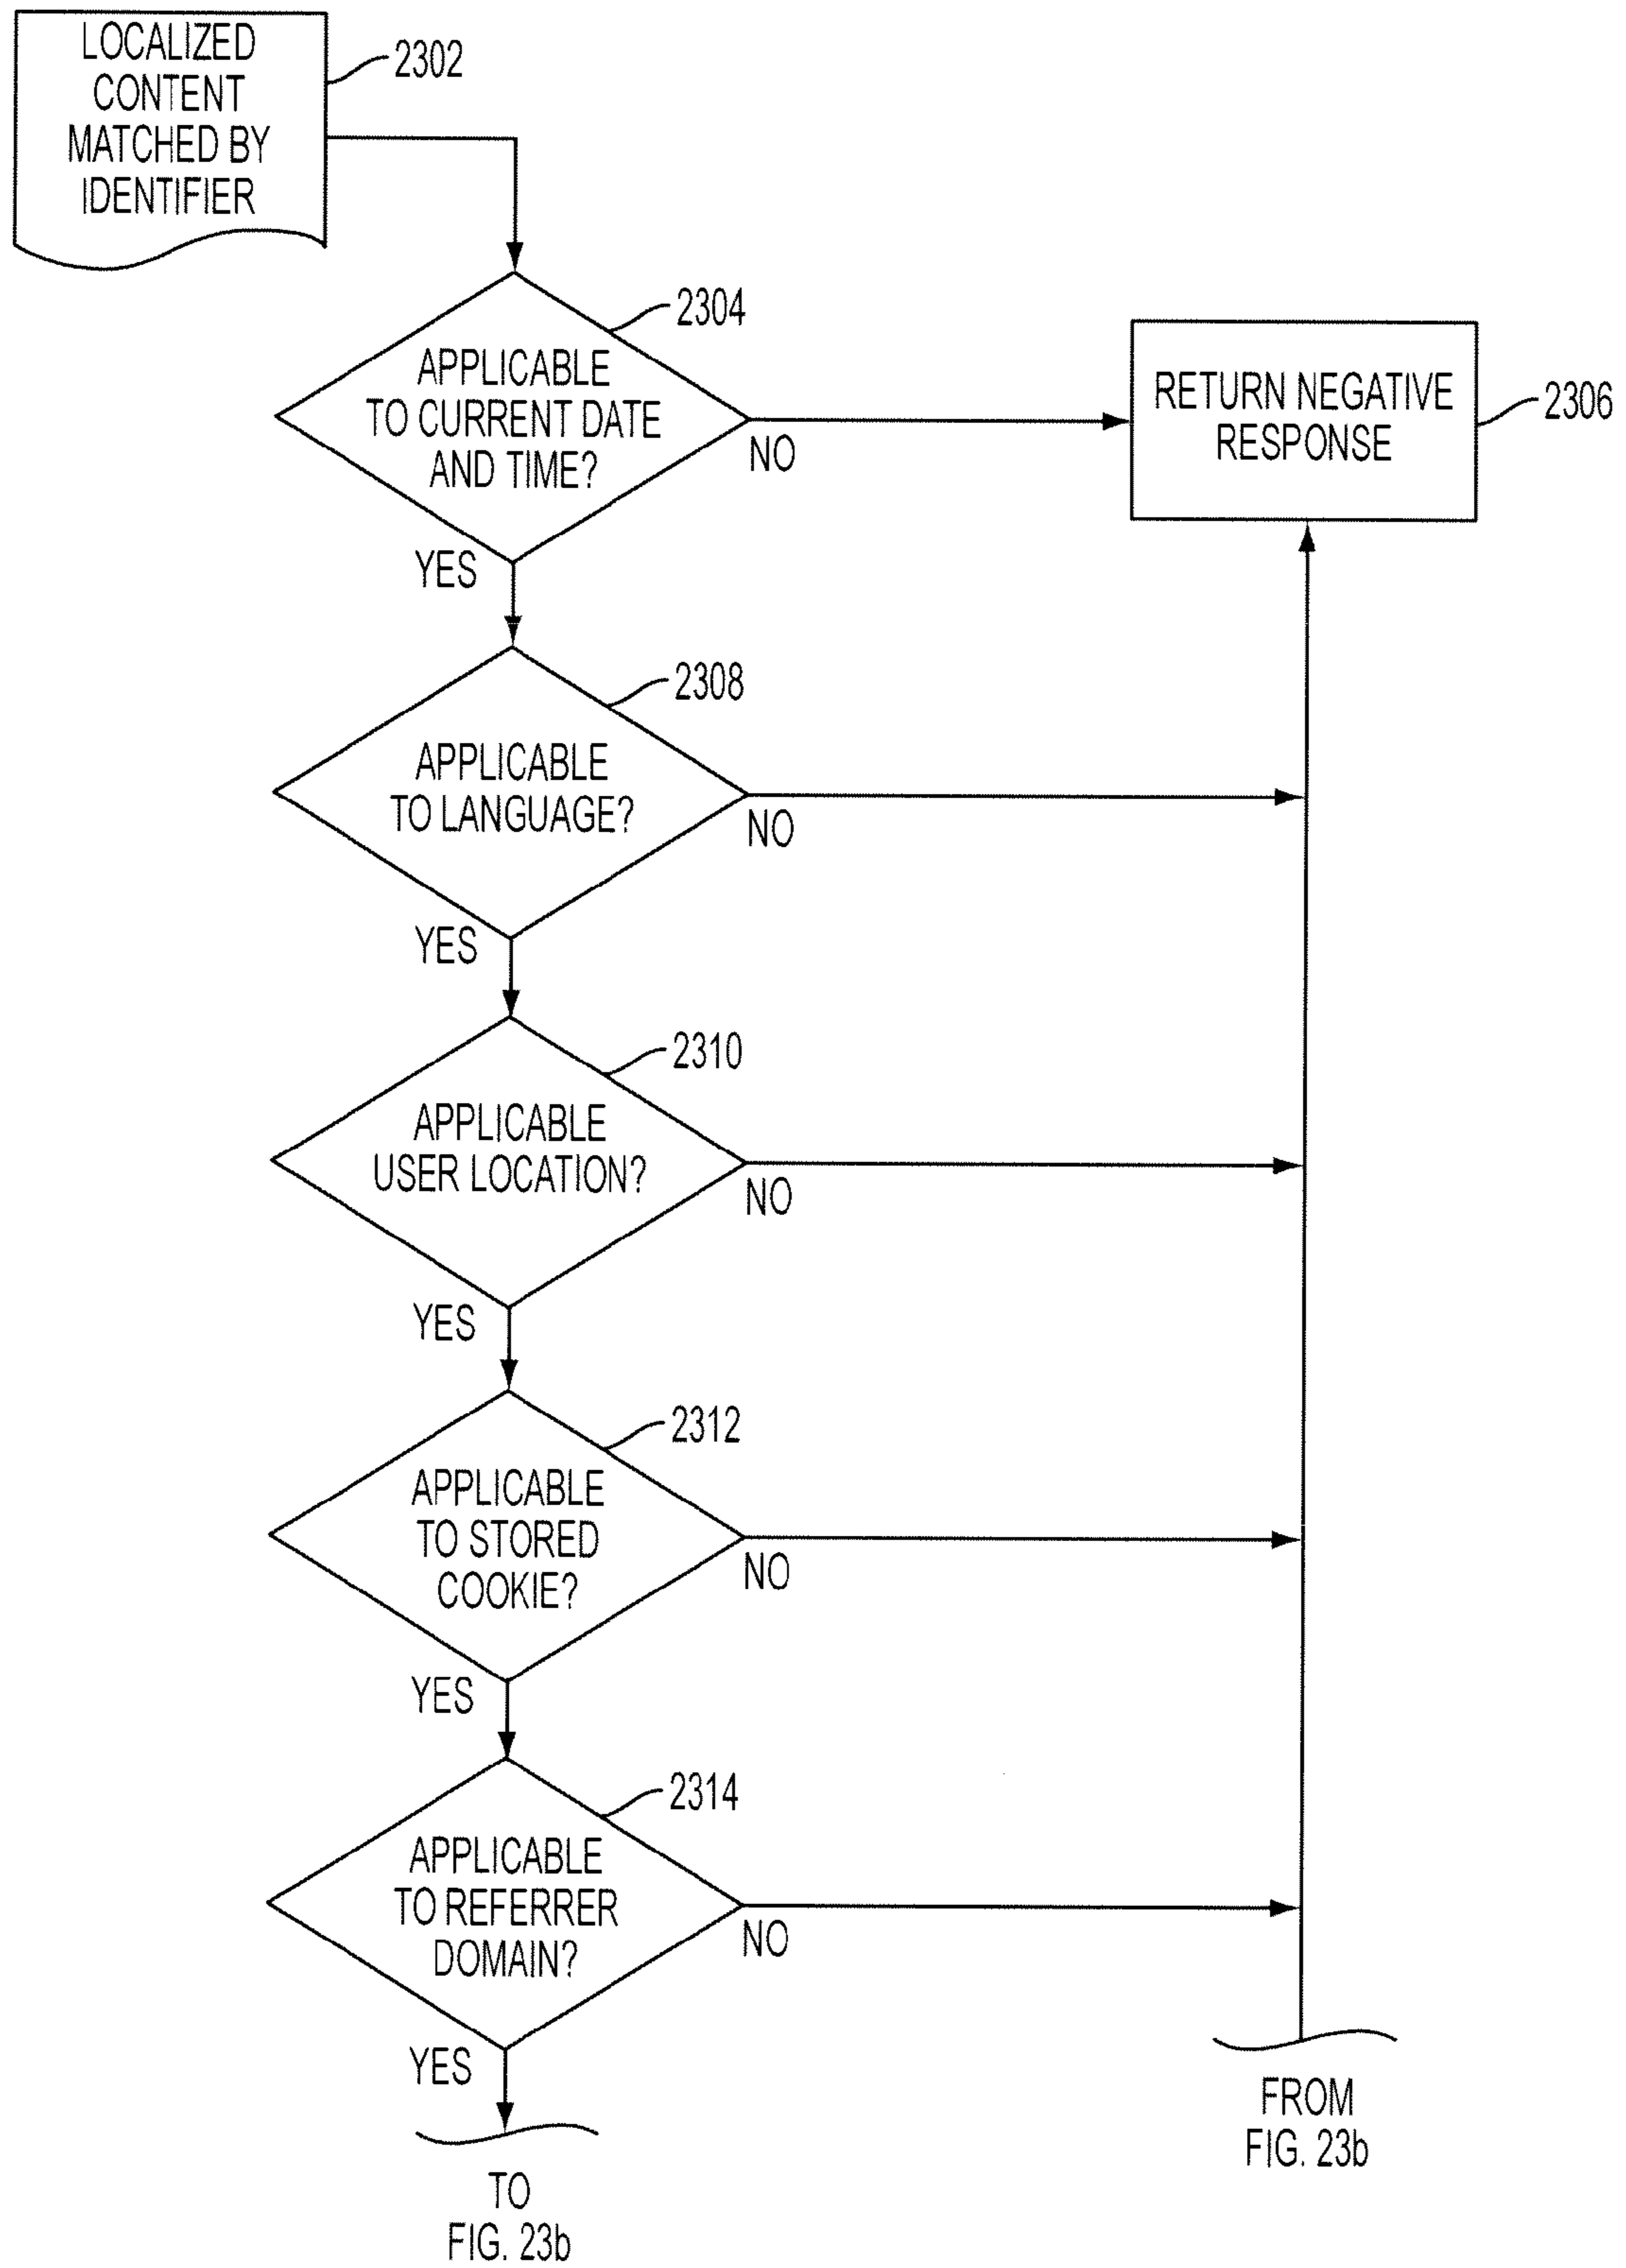 LOCALIZED
CONTENT
MATCHED BY
IDENTIFIER
2302
2304
APPLICABLE
TO CURRENT DATE
AND TIME?
NO
YES
RETURN NEGATIVE
RESPONSE
2306
2308
APPLICABLE
TO LANGUAGE?
NO
YES
2310
APPLICABLE
USER LOCATION?
NO
YES
2312
APPLICABLE
TO STORED
COOKIE?
NO
YES
2314
APPLICABLE
TO REFERRER
DOMAIN?
NO
YES
TO
FIG. 23b
FROM
FIG. 23b